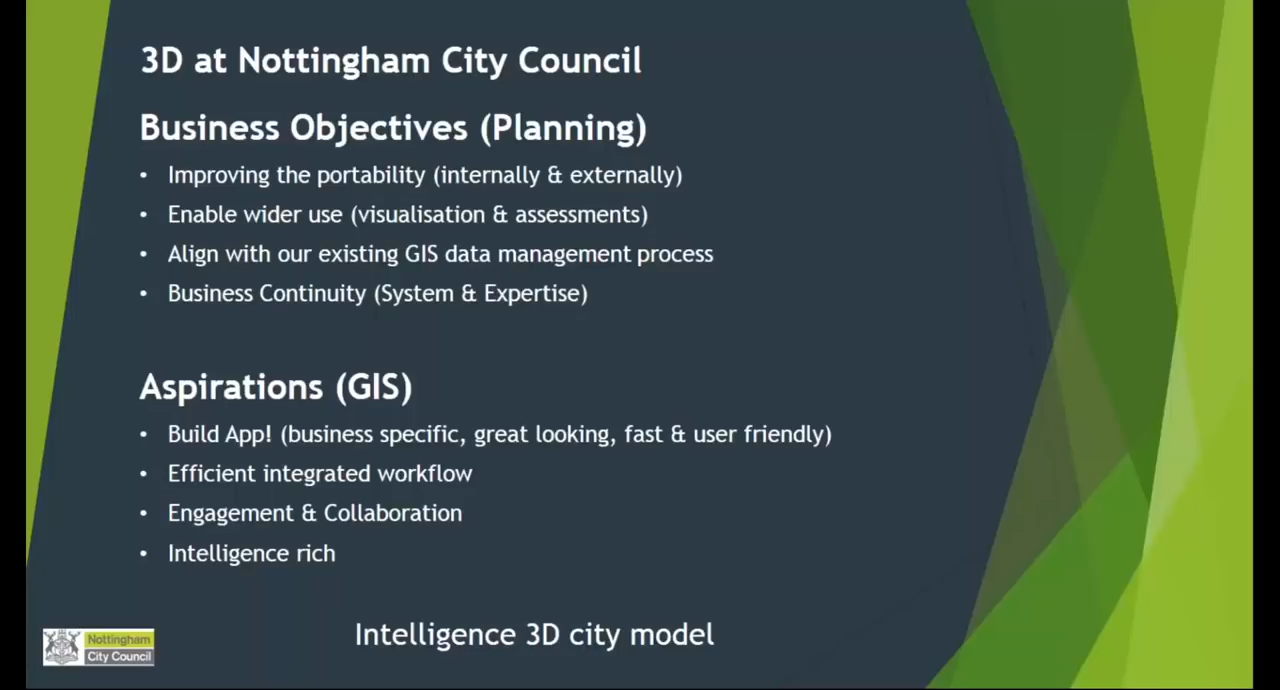 3D at Nottingham City Council
Business Objectives (Planning)
• Improving the portability (internally & externally)
• Enable wider use (visualisation & assessments)
• Align with our existing GIS data management process
• Business Continuity (System & Expertise)
Aspirations (GIS)
• Build App! (business specific, great looking, fast & user friendly)
• Efficient integrated workflow
• Engagement & Collaboration
• Intelligence rich
Intelligence 3D city model
Nottingham
City Council